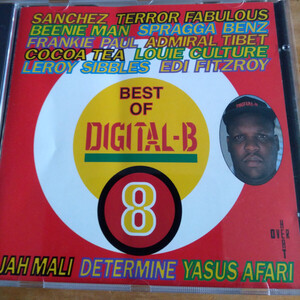 SANCHEZ TERROR FABULOUS
BEENIE MAN SPRAGGA BENZ
FRANKIE PAUL ADMIRAL TIBET
COCOA TEA LOUIE CULTURE
LEROY SIBBLES EDI FITZROY
BEST
OF
DIGITAL-B
8
JAH MALI DETERMINE YASUS AFARI